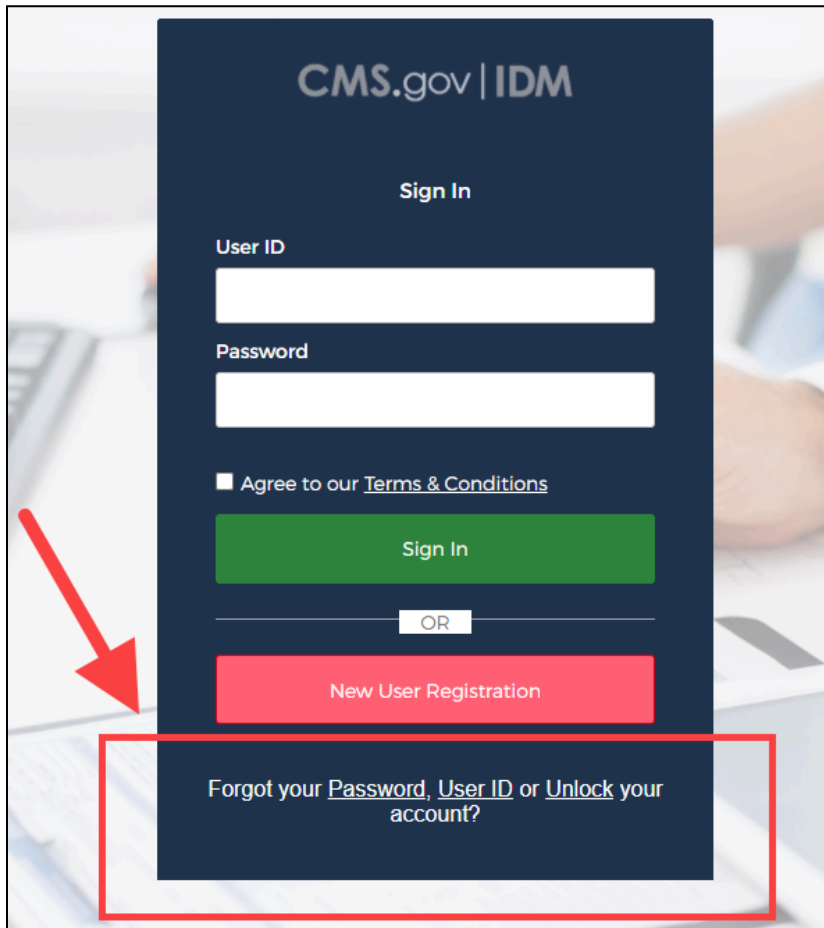 CMS.gov | IDM
Sign In
User ID
Password
Agree to our Terms & Conditions
Sign In
OR
New User Registration
Forgot your Password, User ID or Unlock your
account?